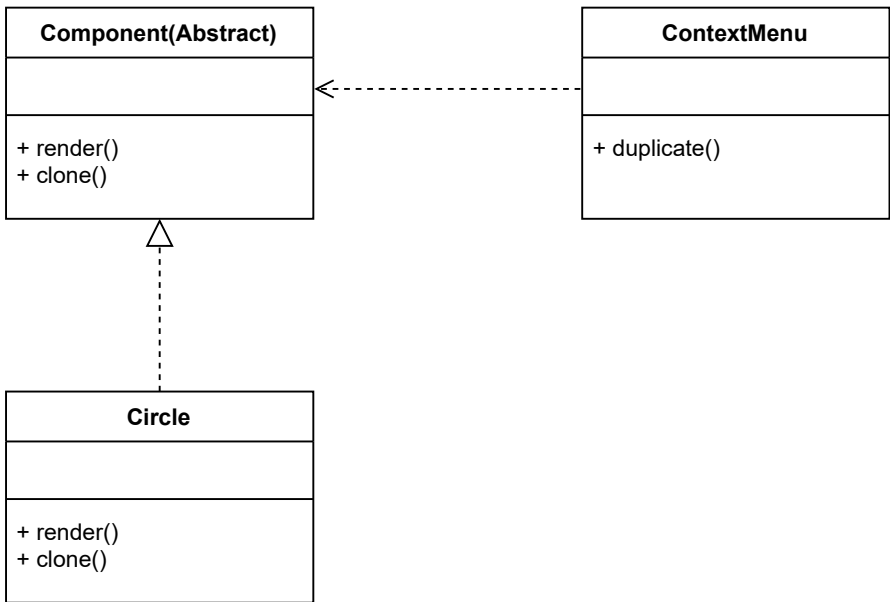 Component(Abstract)
+ render()
+ clone()
ContextMenu
+ duplicate()
Circle
+ render()
+ clone()